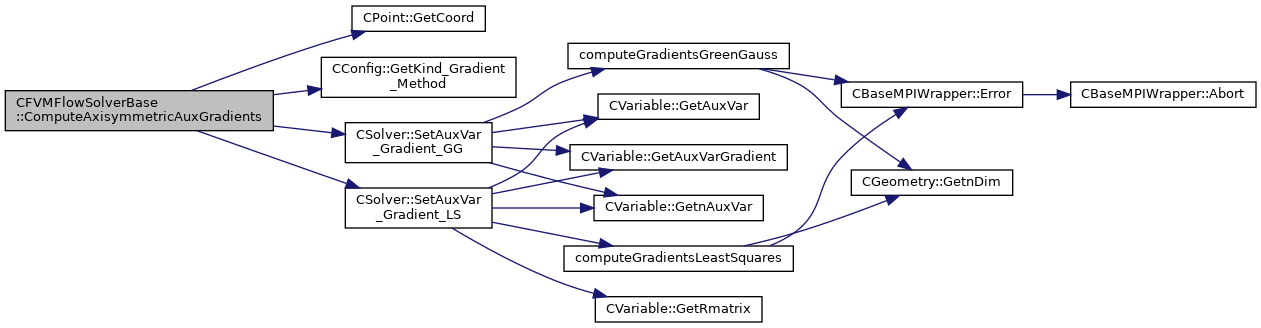 CFVMFlowSolverBase
::ComputeAxisymmetricAuxGradients
CPoint::GetCoord
CConfig::GetKind_Gradient
_Method
CSolver::SetAuxVar
_Gradient_GG
CSolver::SetAuxVar
_Gradient_LS
computeGradientsGreenGauss
CVariable::GetAuxVar
CVariable::GetAuxVarGradient
CVariable::GetnAuxVar
computeGradientsLeastSquares
CVariable::GetRmatrix
CBaseMPIWrapper::Error
CGeometry::GetnDim
CBaseMPIWrapper::Abort